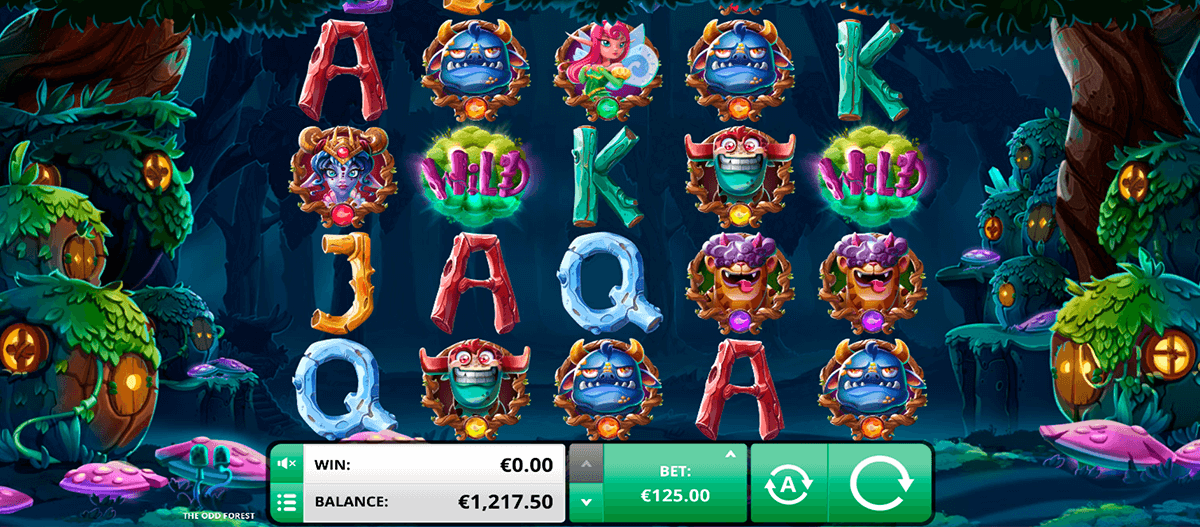 A K
WILD K WILD
J A Q
Q A
WIN: €0.00
BALANCE: €1,217.50
BET:
€125.00
A
THE ODD FOREST